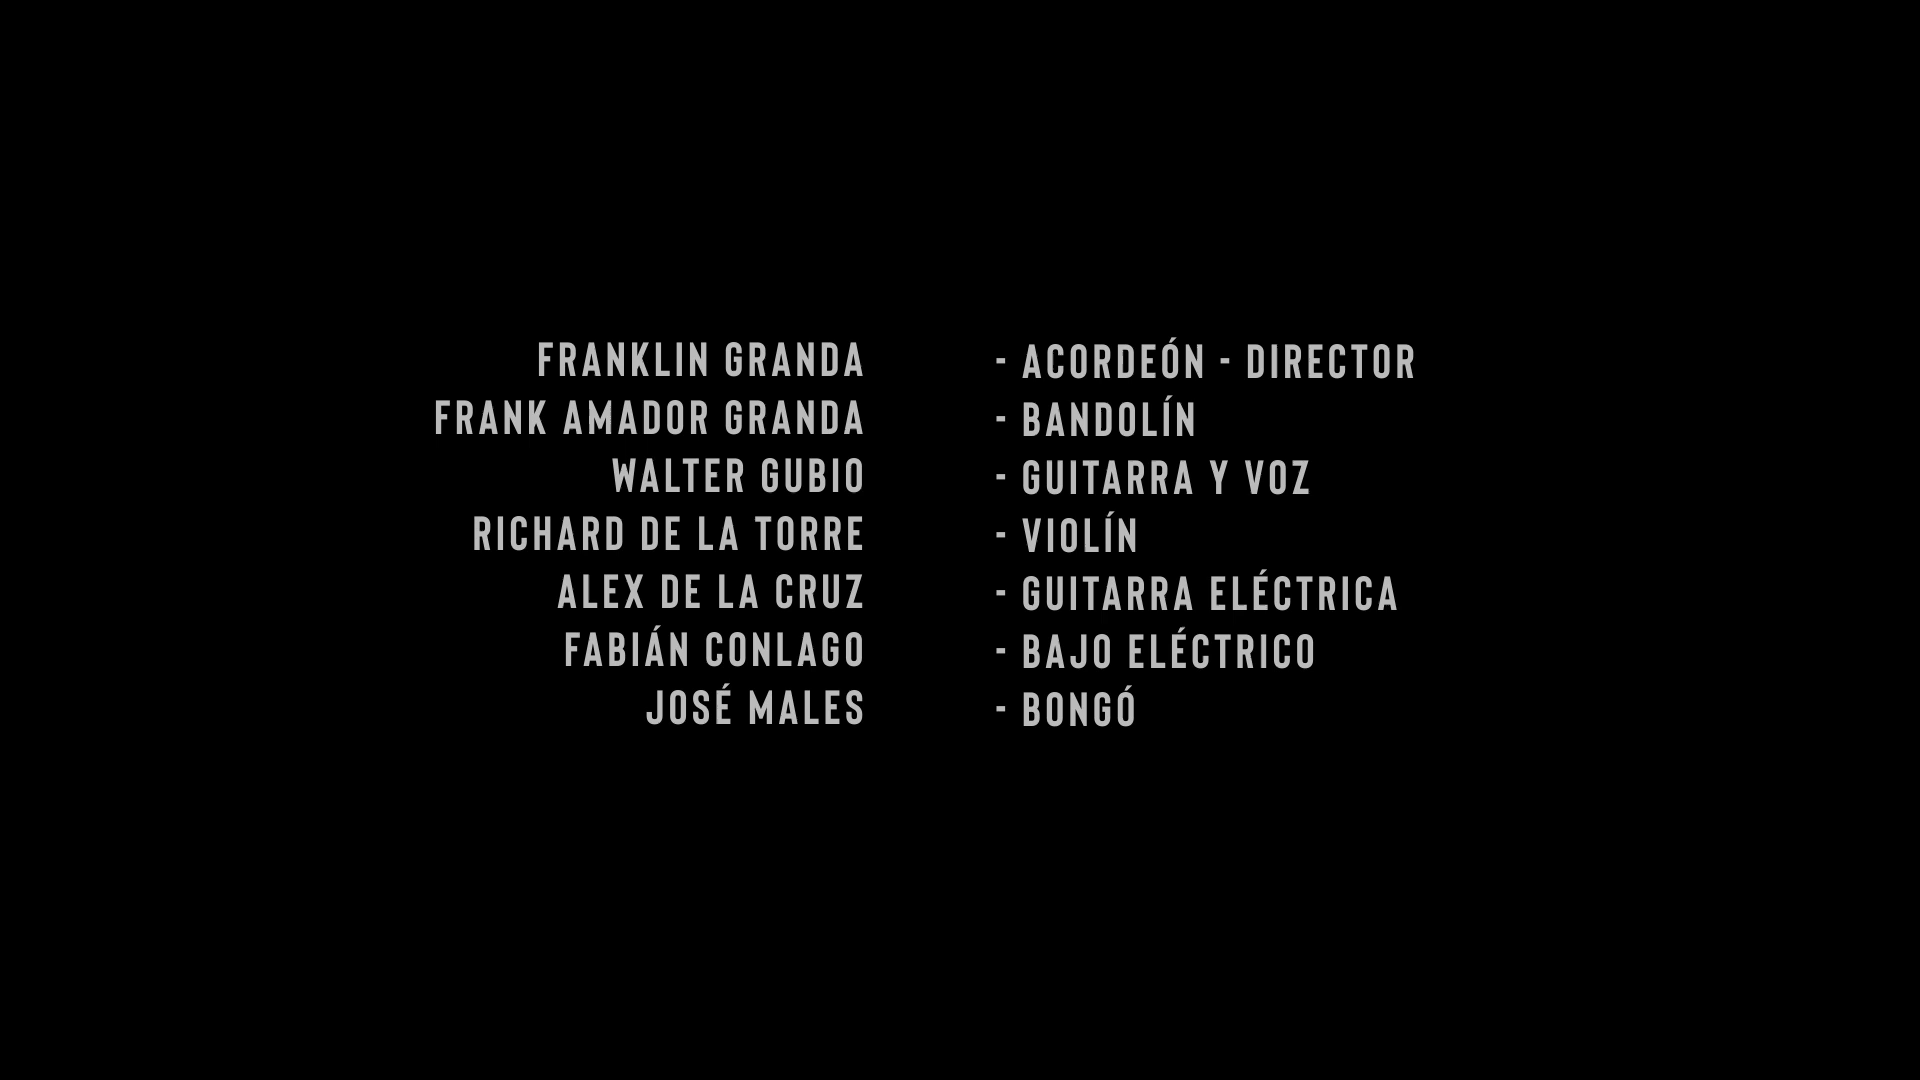 FRANKLIN GRANDA - ACORDEÓN - DIRECTOR
FRANK AMADOR GRANDA - BANDOLÍN
WALTER GUBIO - GUITARRA Y VOZ
RICHARD DE LA TORRE - VIOLÍN
ALEX DE LA CRUZ - GUITARRA ELÉCTRICA
FABIÁN CONLAGO - BAJO ELÉCTRICO
JOSÉ MALES - BONGÓ